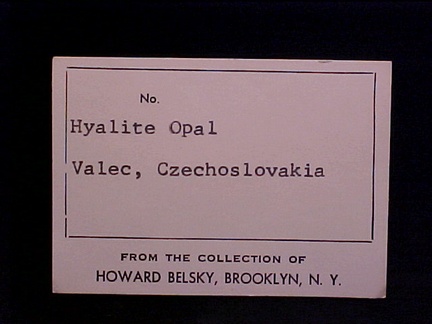 No.
Hyalite Opal
Valec, Czechoslovakia
FROM THE COLLECTION OF
HOWARD BELSKY, BROOKLYN, N. Y.